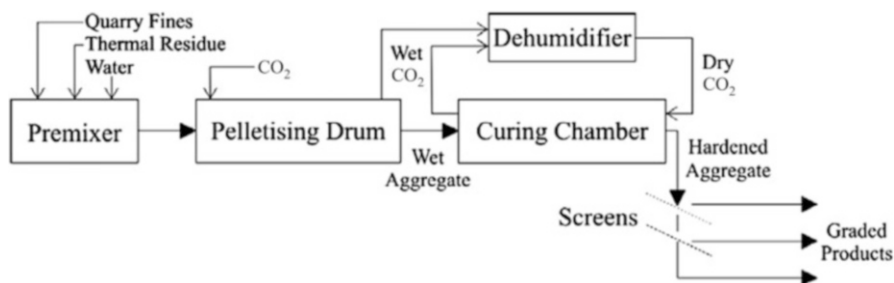 Quarry Fines
Thermal Residue
Water
CO₂
Wet
CO₂
Dehumidifier
Dry
CO₂
Premixer
Pelletising Drum
Wet
Aggregate
Curing Chamber
Hardened
Aggregate
Screens
Graded
Products